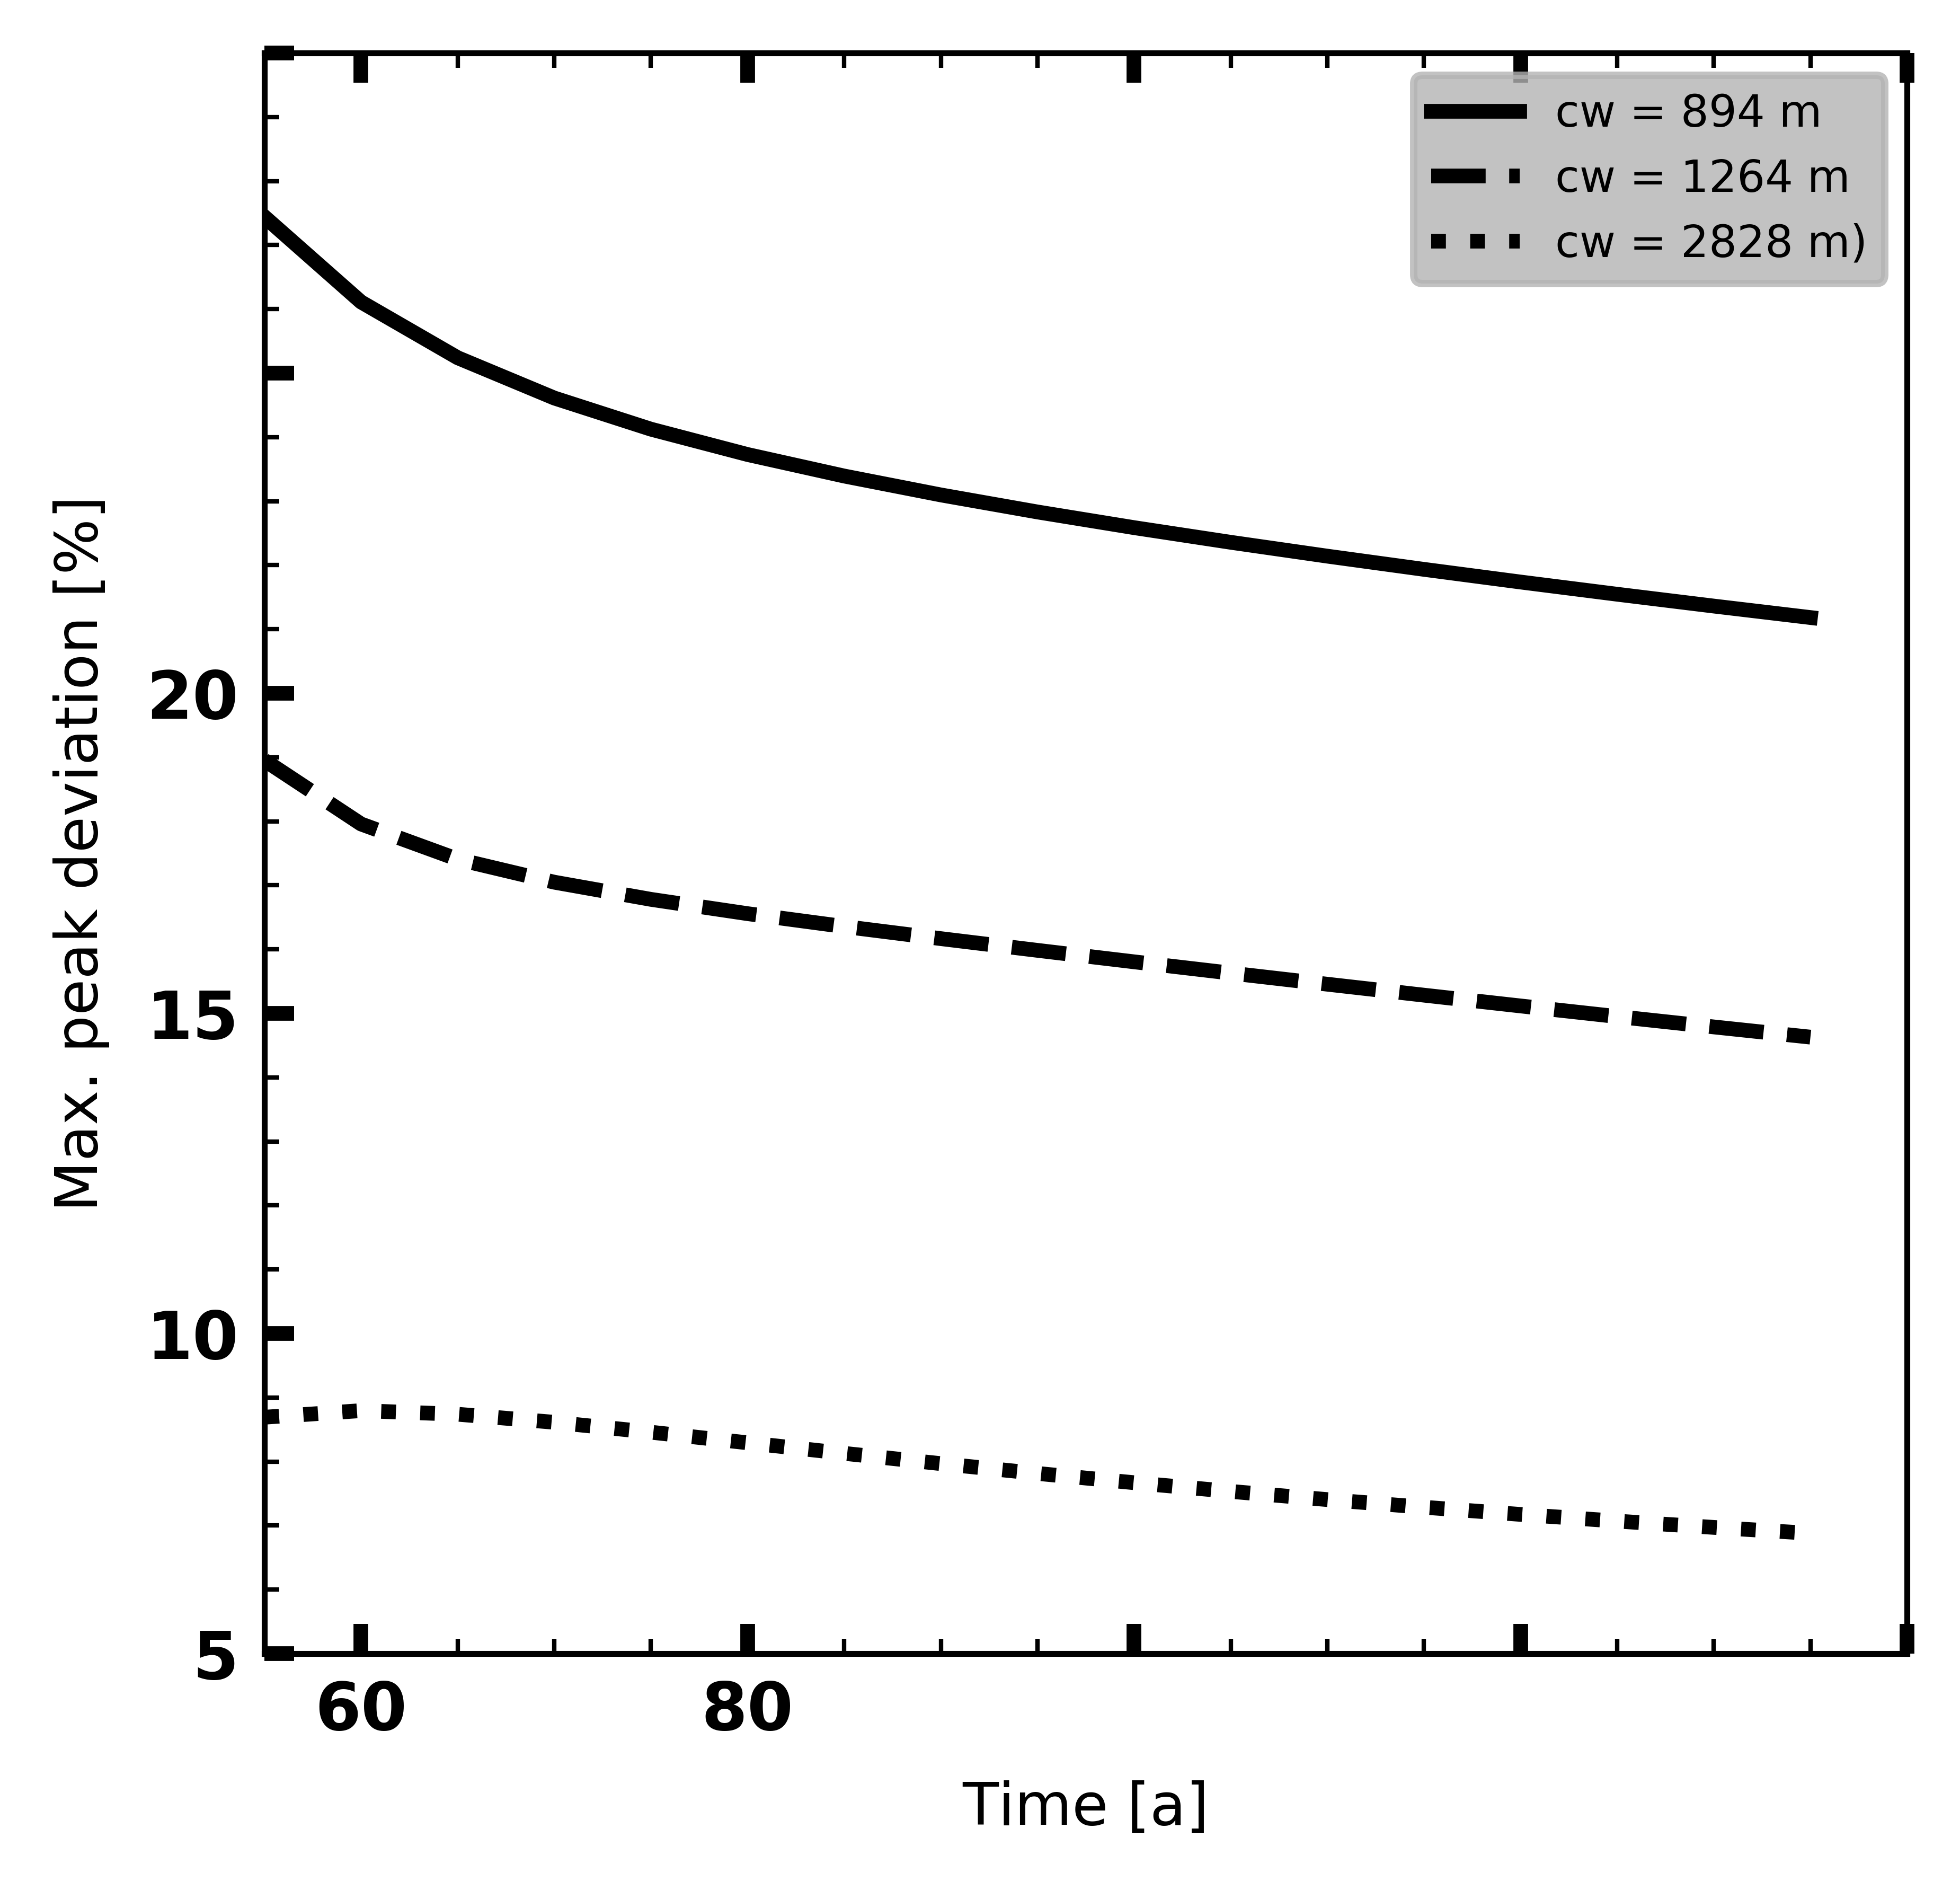 cw = 894 m
cw = 1264 m
cw = 2828 m)
Max. peak deviation [%]
20
15
10
5
60 80
Time [a]